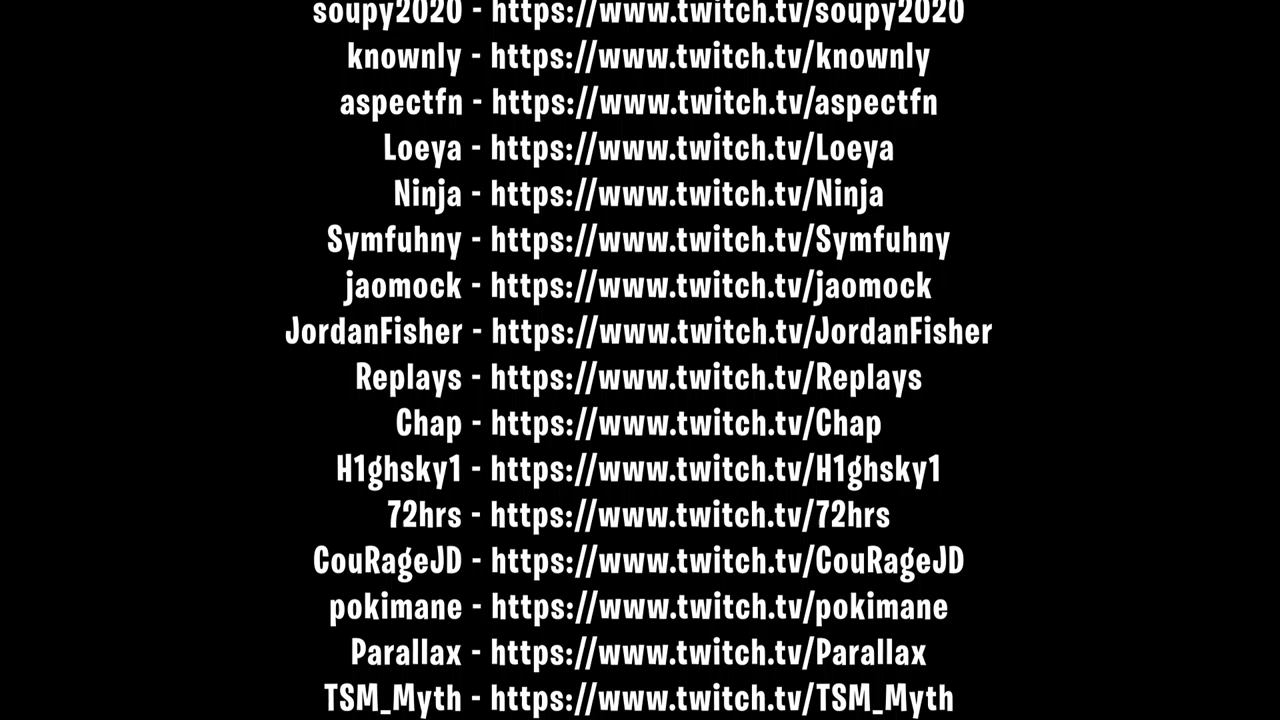 soupy2020 - https://www.twitch.tv/soupy2020
knownly - https://www.twitch.tv/knownly
aspectfn - https://www.twitch.tv/aspectfn
Loeya - https://www.twitch.tv/Loeya
Ninja - https://www.twitch.tv/Ninja
Symfuhny - https://www.twitch.tv/Symfuhny
jaomock - https://www.twitch.tv/jaomock
JordanFisher - https://www.twitch.tv/JordanFisher
Replays - https://www.twitch.tv/Replays
Chap - https://www.twitch.tv/Chap
H1ghsky1 - https://www.twitch.tv/H1ghsky1
72hrs - https://www.twitch.tv/72hrs
CouRageJD - https://www.twitch.tv/CouRageJD
pokimane - https://www.twitch.tv/pokimane
Parallax - https://www.twitch.tv/Parallax
TSM_Myth - https://www.twitch.tv/TSM_Myth